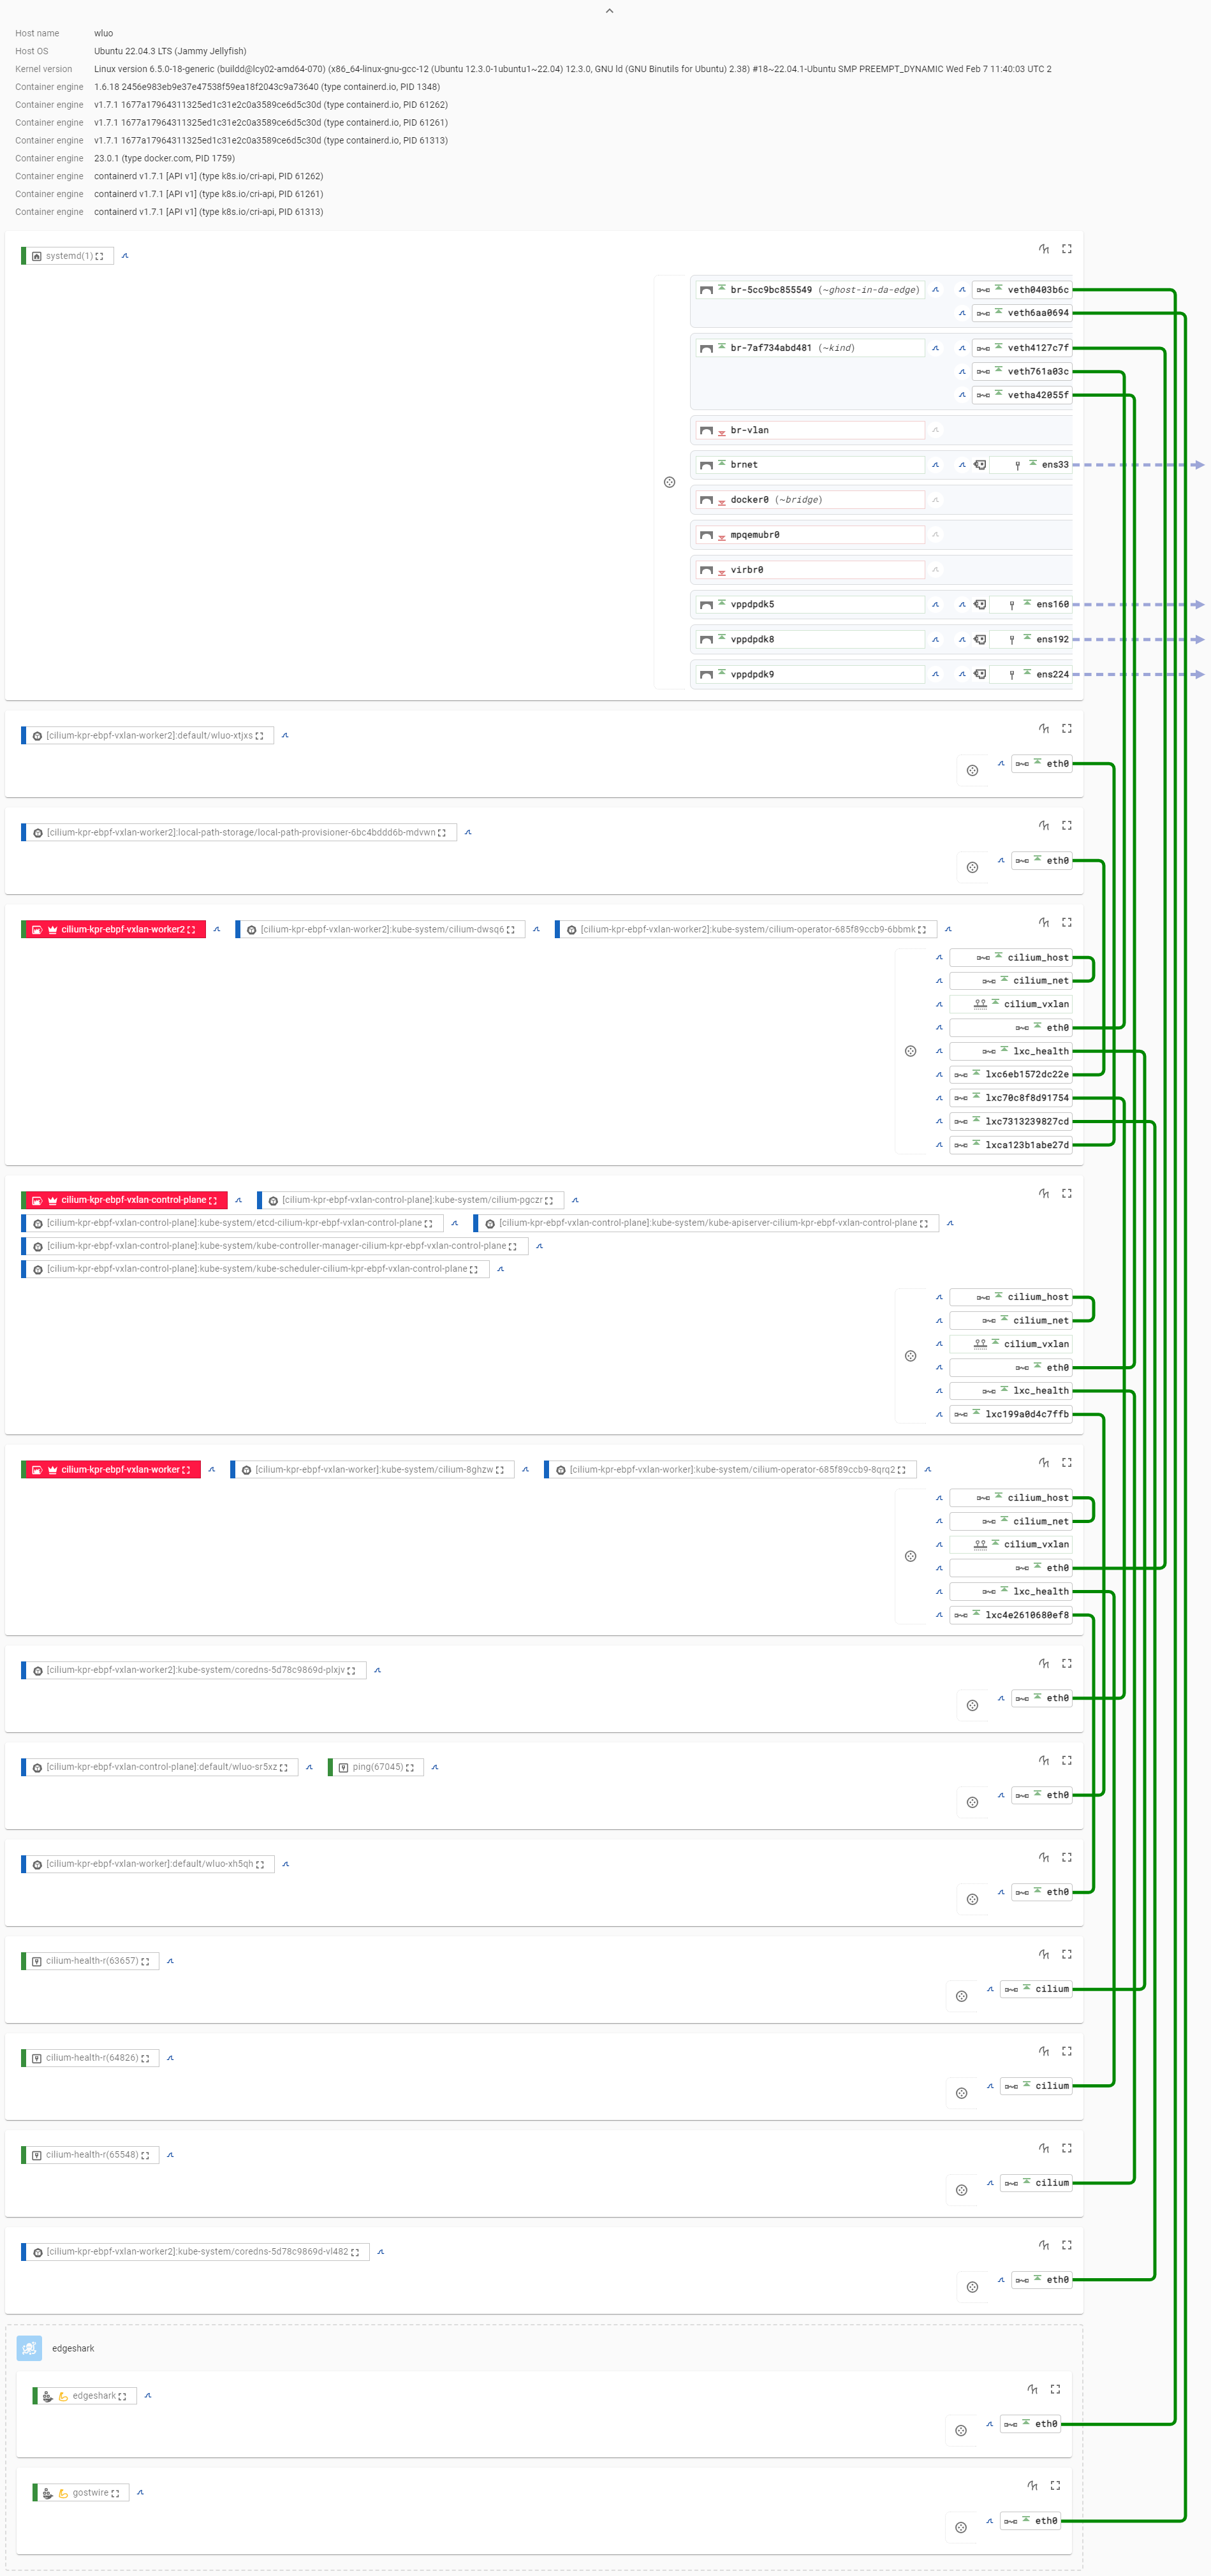 Host name wluo
Host OS Ubuntu 22.04.3 LTS (Jammy Jellyfish)
Kernel version Linux version 6.5.0-18-generic (buildd@lcy02-amd64-070) (x86_64-linux-gnu-gcc-12 (Ubuntu 12.3.0-1ubuntu1~22.04) 12.3.0, GNU ld (GNU Binutils for Ubuntu) 2.38) #18~22.04.1-Ubuntu SMP PREEMPT_DYNAMIC Wed Feb 7 11:40:03 UTC 2
Container engine 1.6.18 2456e983eb9e37e47538f59ea18f2043c9a73640 (type containerd.io, PID 1348)
Container engine v1.7.1 1677a17964311325ed1c31e2c0a3589ce6d5c30d (type containerd.io, PID 61262)
Container engine v1.7.1 1677a17964311325ed1c31e2c0a3589ce6d5c30d (type containerd.io, PID 61261)
Container engine v1.7.1 1677a17964311325ed1c31e2c0a3589ce6d5c30d (type containerd.io, PID 61313)
Container engine 23.0.1 (type docker.com, PID 1759)
Container engine containerd v1.7.1 [API v1] (type k8s.io/cri-api, PID 61262)
Container engine containerd v1.7.1 [API v1] (type k8s.io/cri-api, PID 61261)
Container engine containerd v1.7.1 [API v1] (type k8s.io/cri-api, PID 61313)
systemd(1)
br-5cc9bc855549 (~ghost-in-da-edge) veth0403b6c
veth6aa0694
br-7af734abd481 (~kind) veth4127c7f
veth761a03c
vetha42055f
br-vlan
brnet ens33
docker0 (~bridge)
mpqemubr0
virbr0
vppdpdk5 ens160
vppdpdk8 ens192
vppdpdk9 ens224
[cilium-kpr-ebpf-vxlan-worker2]:default/wluo-xtjxs
eth0
[cilium-kpr-ebpf-vxlan-worker2]:local-path-storage/local-path-provisioner-6bc4bddd6b-mdvwn
eth0
cilium-kpr-ebpf-vxlan-worker2 [cilium-kpr-ebpf-vxlan-worker2]:kube-system/cilium-dwsq6 [cilium-kpr-ebpf-vxlan-worker2]:kube-system/cilium-operator-685f89ccb9-6bbmk
cilium_host
cilium_net
cilium_vxlan
eth0
lxc_health
lxc6eb1572dc22e
lxc70c8f8d91754
lxc7313239827cd
lxca123b1abe27d
cilium-kpr-ebpf-vxlan-control-plane [cilium-kpr-ebpf-vxlan-control-plane]:kube-system/cilium-pgczr
[cilium-kpr-ebpf-vxlan-control-plane]:kube-system/etcd-cilium-kpr-ebpf-vxlan-control-plane [cilium-kpr-ebpf-vxlan-control-plane]:kube-system/kube-apiserver-cilium-kpr-ebpf-vxlan-control-plane
[cilium-kpr-ebpf-vxlan-control-plane]:kube-system/kube-controller-manager-cilium-kpr-ebpf-vxlan-control-plane
[cilium-kpr-ebpf-vxlan-control-plane]:kube-system/kube-scheduler-cilium-kpr-ebpf-vxlan-control-plane
cilium_host
cilium_net
cilium_vxlan
eth0
lxc_health
lxc199a0d4c7ffb
cilium-kpr-ebpf-vxlan-worker [cilium-kpr-ebpf-vxlan-worker]:kube-system/cilium-8ghzw [cilium-kpr-ebpf-vxlan-worker]:kube-system/cilium-operator-685f89ccb9-8qrq2
cilium_host
cilium_net
cilium_vxlan
eth0
lxc_health
lxc4e2610680ef8
[cilium-kpr-ebpf-vxlan-worker2]:kube-system/coredns-5d78c9869d-plxjv
eth0
[cilium-kpr-ebpf-vxlan-control-plane]:default/wluo-sr5xz ping(67045)
eth0
[cilium-kpr-ebpf-vxlan-worker]:default/wluo-xh5qh
eth0
cilium-health-r(63657)
cilium
cilium-health-r(64826)
cilium
cilium-health-r(65548)
cilium
[cilium-kpr-ebpf-vxlan-worker2]:kube-system/coredns-5d78c9869d-vl482
eth0
edgeshark
edgeshark
eth0
gostwire
eth0